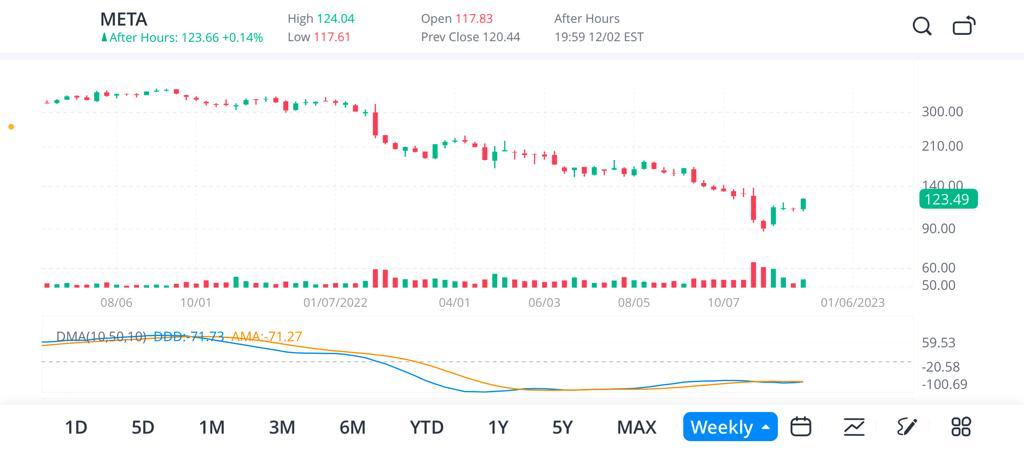 META
High 124.04
Open 117.83
After Hours
After Hours: 123.66 +0.14%
Low 117.61
Prev Close 120.44
19:59 12/02 EST
300.00
210.00
140.00
123.49
90.00
60.00
50.00
08/06 10/01 01/07/2022 04/01 06/03 08/05 10/07 01/06/2023
DMA(10,50,10) DDD:-71.73 AMA:-71.27
59.53
-20.58
-100.69
1D 5D 1M 3M 6M YTD 1Y 5Y MAX Weekly